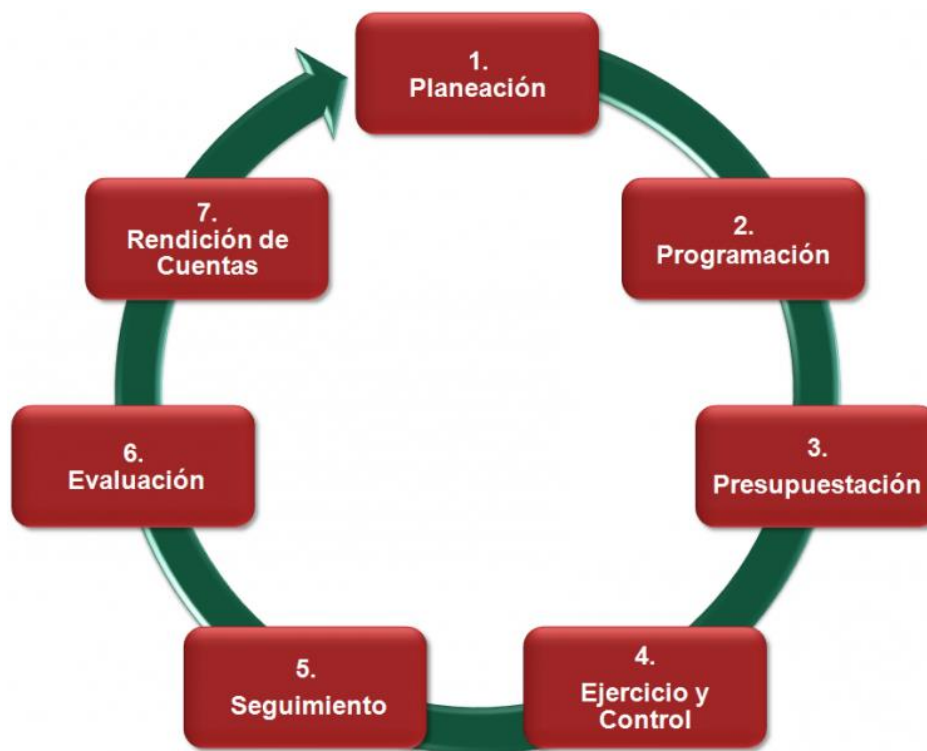 1.
Planeación
2.
Programación
3.
Presupuestación
4.
Ejercicio y
Control
5.
Seguimiento
6.
Evaluación
7.
Rendición de
Cuentas